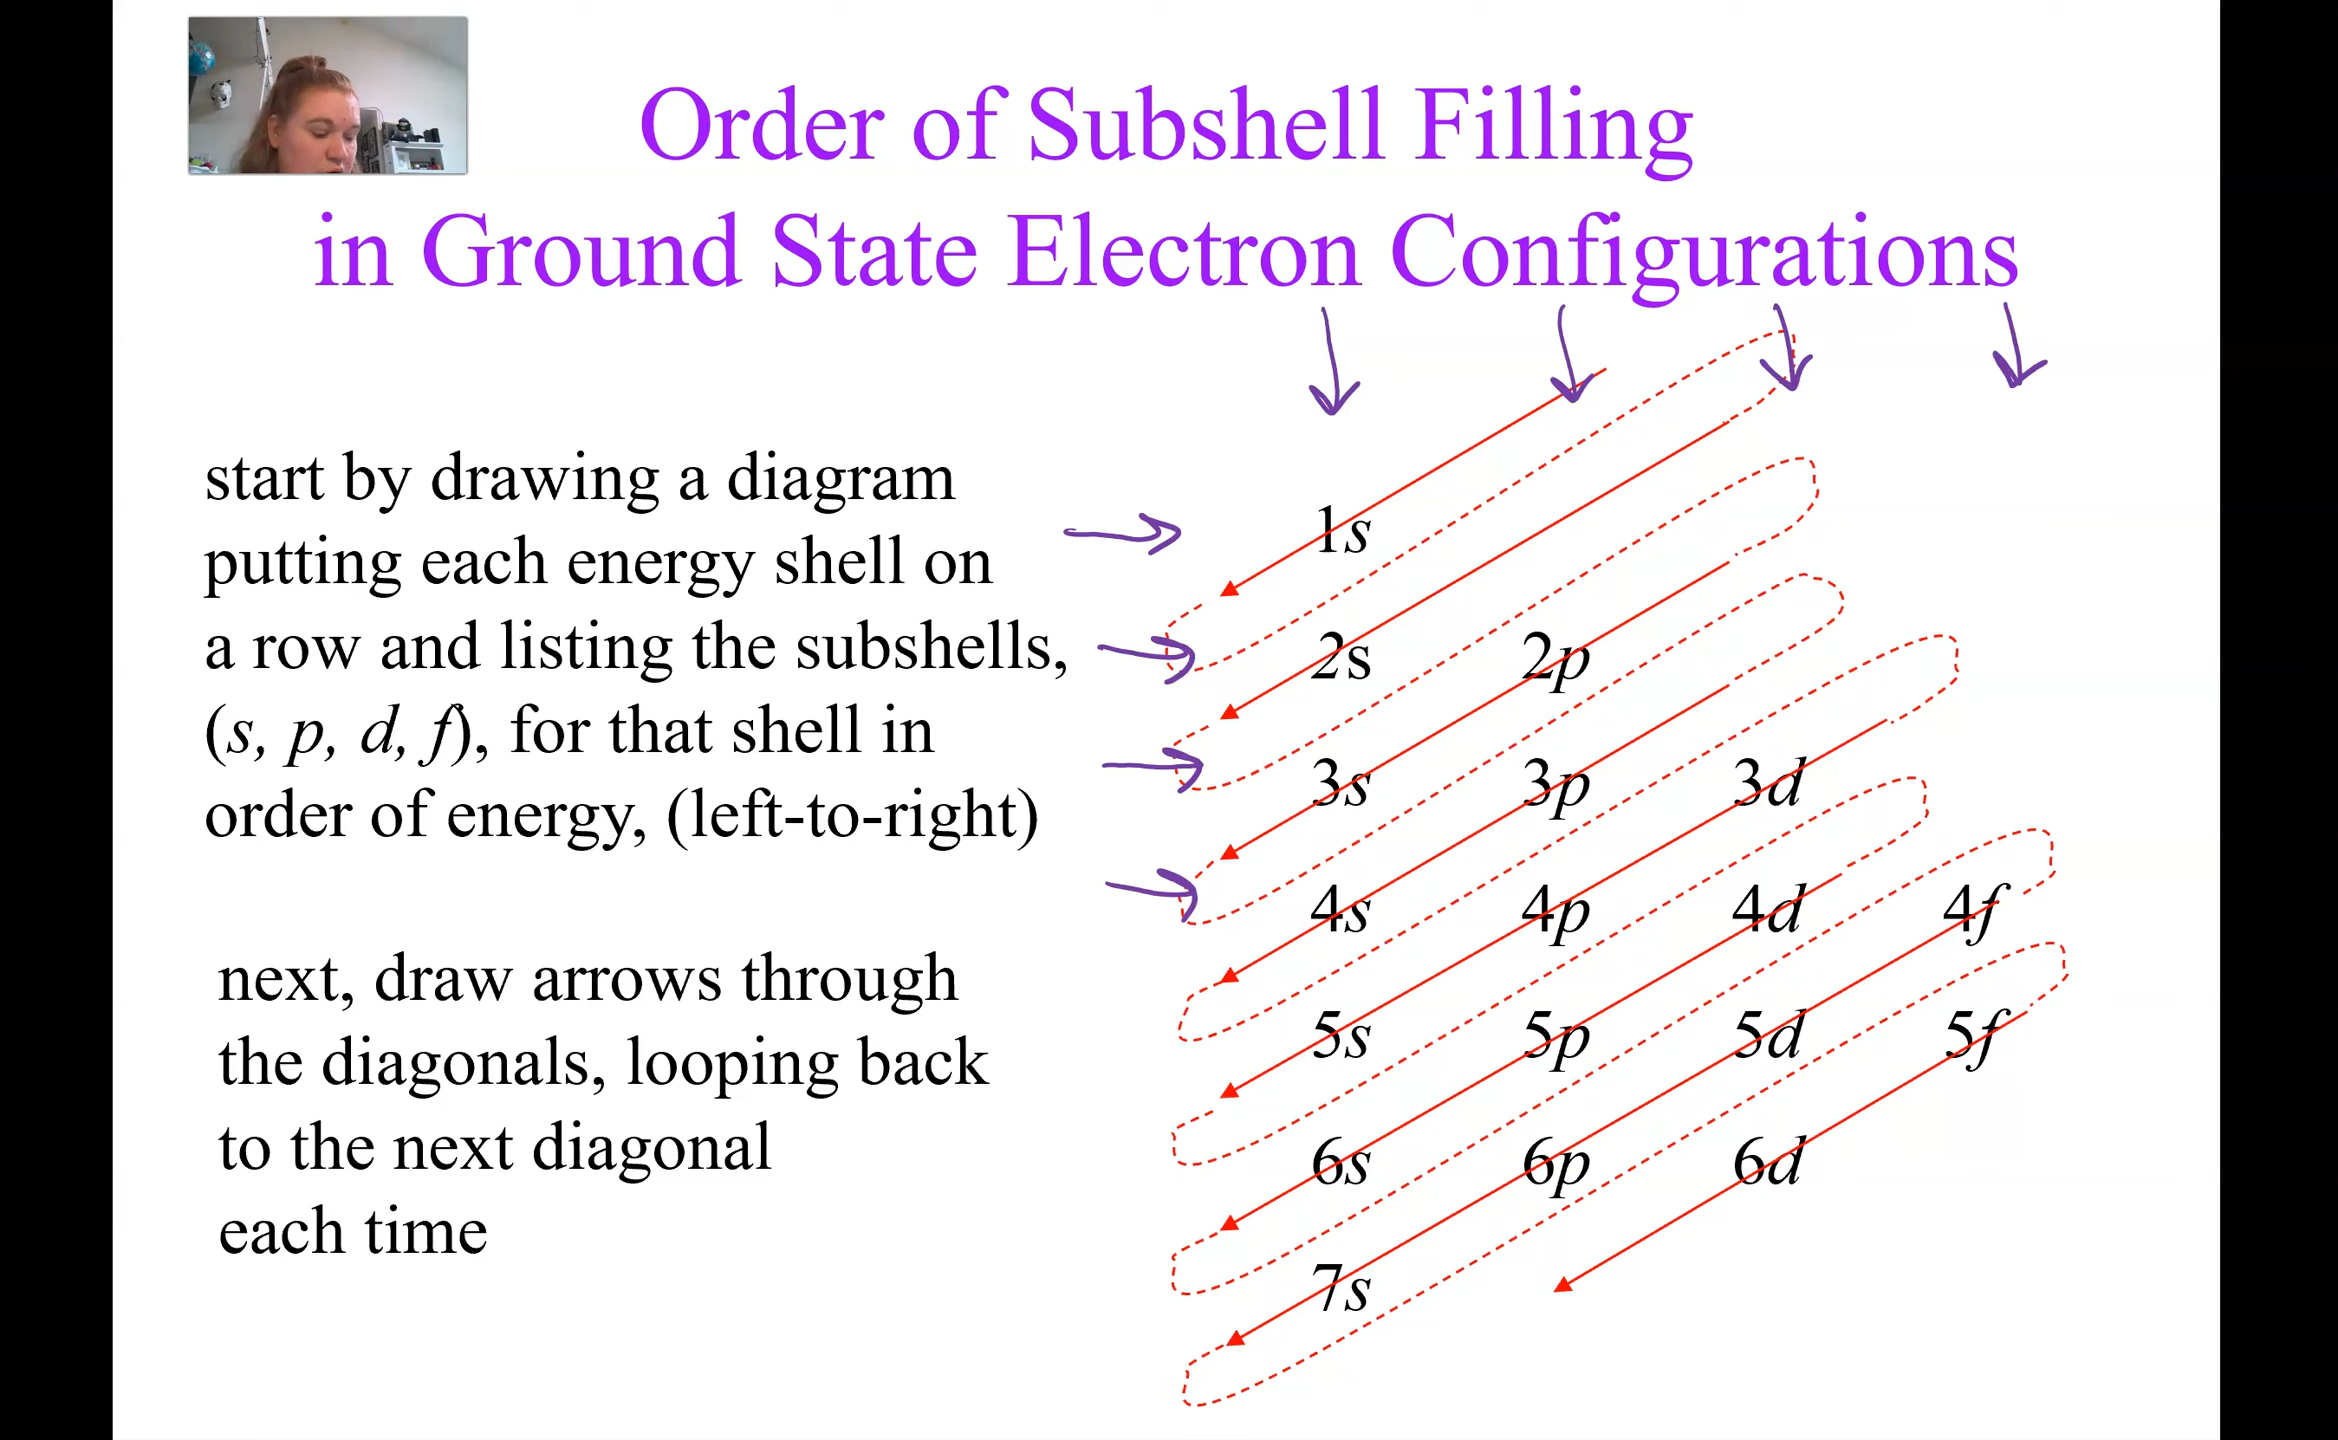 Order of Subshell Filling
in Ground State Electron Configurations
start by drawing a diagram
putting each energy shell on
a row and listing the subshells,
(s, p, d, f), for that shell in
order of energy, (left-to-right)
next, draw arrows through
the diagonals, looping back
to the next diagonal
each time
1s
2s 2p
3s 3p 3d
4s 4p 4d 4f
5s 5p 5d 5f
6s 6p 6d
7s